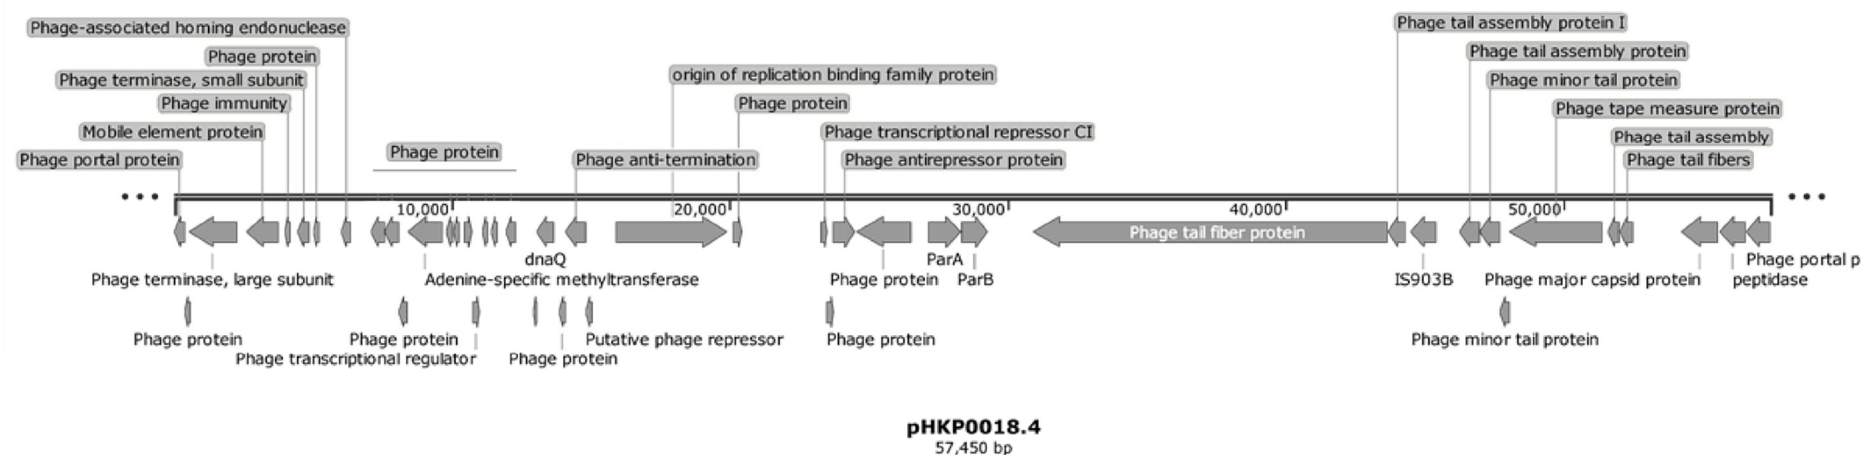 Phage tail assembly protein I
Phage-associated homing endonuclease
Phage protein
Phage tail assembly protein
Phage terminase, small subunit
origin of replication binding family protein
Phage minor tail protein
Phage immunity
Phage protein
Phage tape measure protein
Mobile element protein
Phage transcriptional repressor CI
Phage tail assembly
Phage portal protein
Phage protein
Phage anti-termination
Phage antirepressor protein
Phage tail fibers
10,000
20,000
30,000
40,000
50,000
Phage tail fiber protein
dnaQ
ParA
Phage portal p
Phage terminase, large subunit
Adenine-specific methyltransferase
Phage protein
ParB
IS903B
Phage major capsid protein
peptidase
Phage protein
Phage protein
Putative phage repressor
Phage protein
Phage minor tail protein
Phage transcriptional regulator
Phage protein
pHKP0018.4
57,450 bp